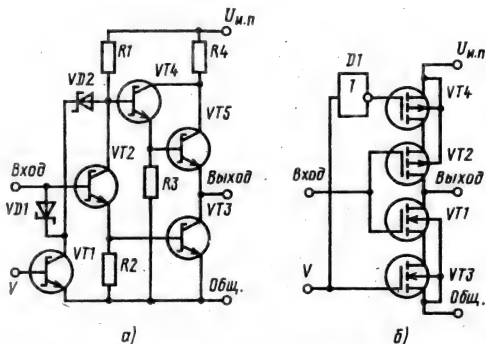 Uи.п
R1
R4
VD2
VT4
VT5
VT2
Вход
Выход
VD1
R3
VT3
VT1
R2
V
Общ.
а)
Uи.п
D1
1
VT4
VT2
Вход
Выход
VT1
V
VT3
Общ.
б)